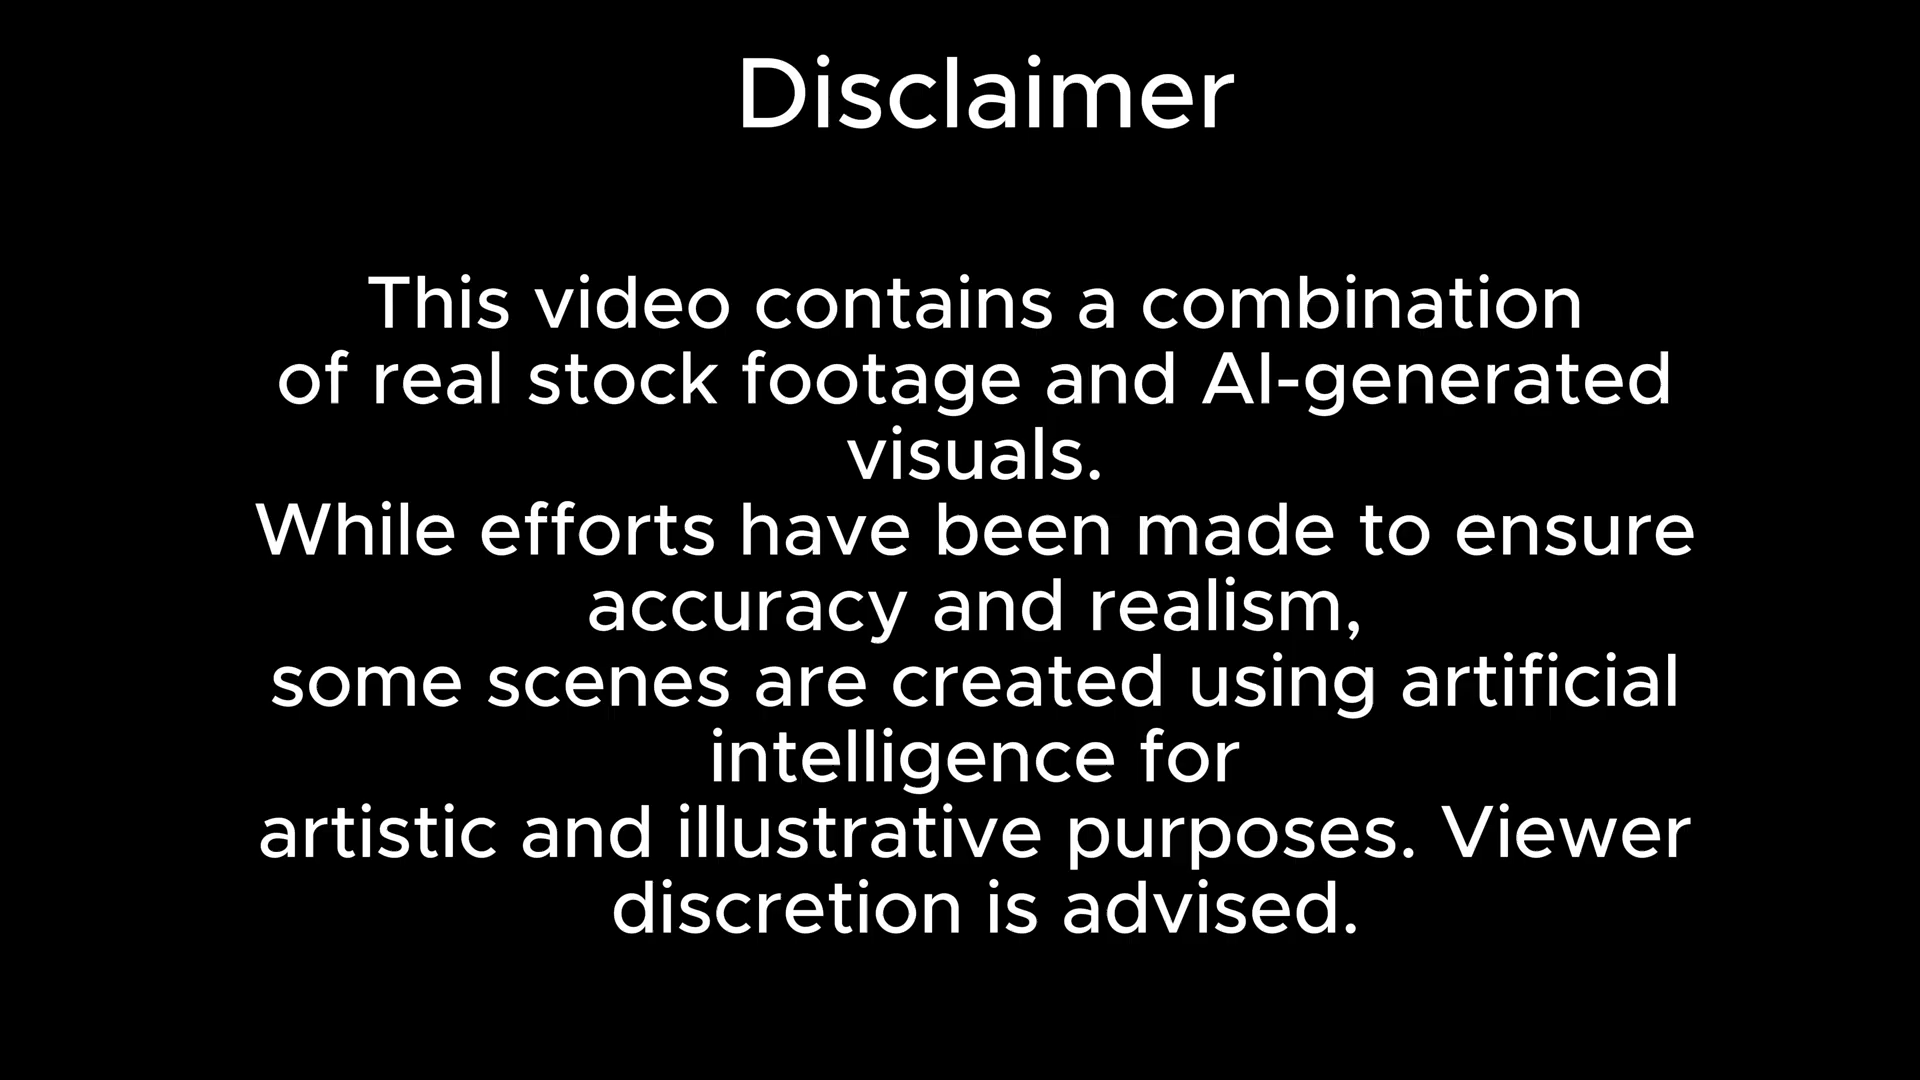 Disclaimer
This video contains a combination
of real stock footage and AI-generated
visuals.
While efforts have been made to ensure
accuracy and realism,
some scenes are created using artificial
intelligence for
artistic and illustrative purposes. Viewer
discretion is advised.